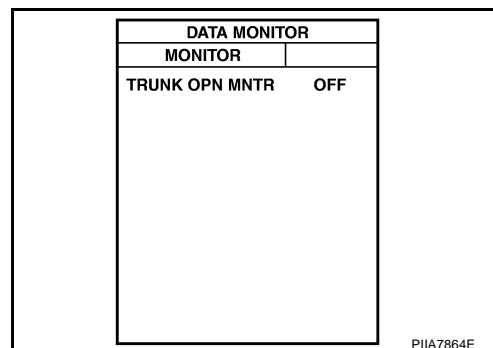 DATA MONITOR
MONITOR
TRUNK OPN MNTR OFF
PIIA7864E